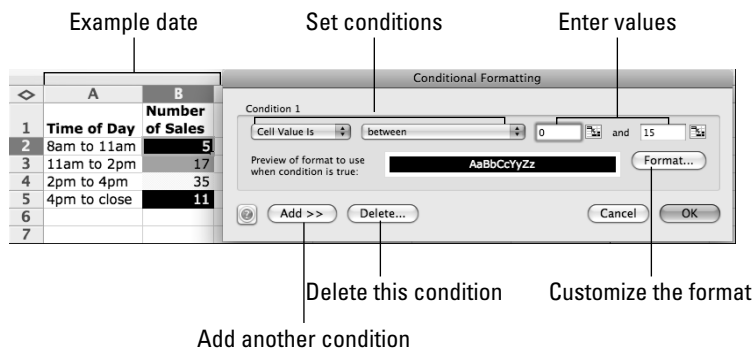 Example date Set conditions Enter values
Conditional Formatting
A B
Condition 1
1 Time of Day Number of Sales
Cell Value Is between 0 and 15
2 8am to 11am 5
3 11am to 2pm 17
Preview of format to use when condition is true: AaBbCcYyZz Format...
4 2pm to 4pm 35
5 4pm to close 11
6
? Add >> Delete... Cancel OK
7
Delete this condition Customize the format
Add another condition